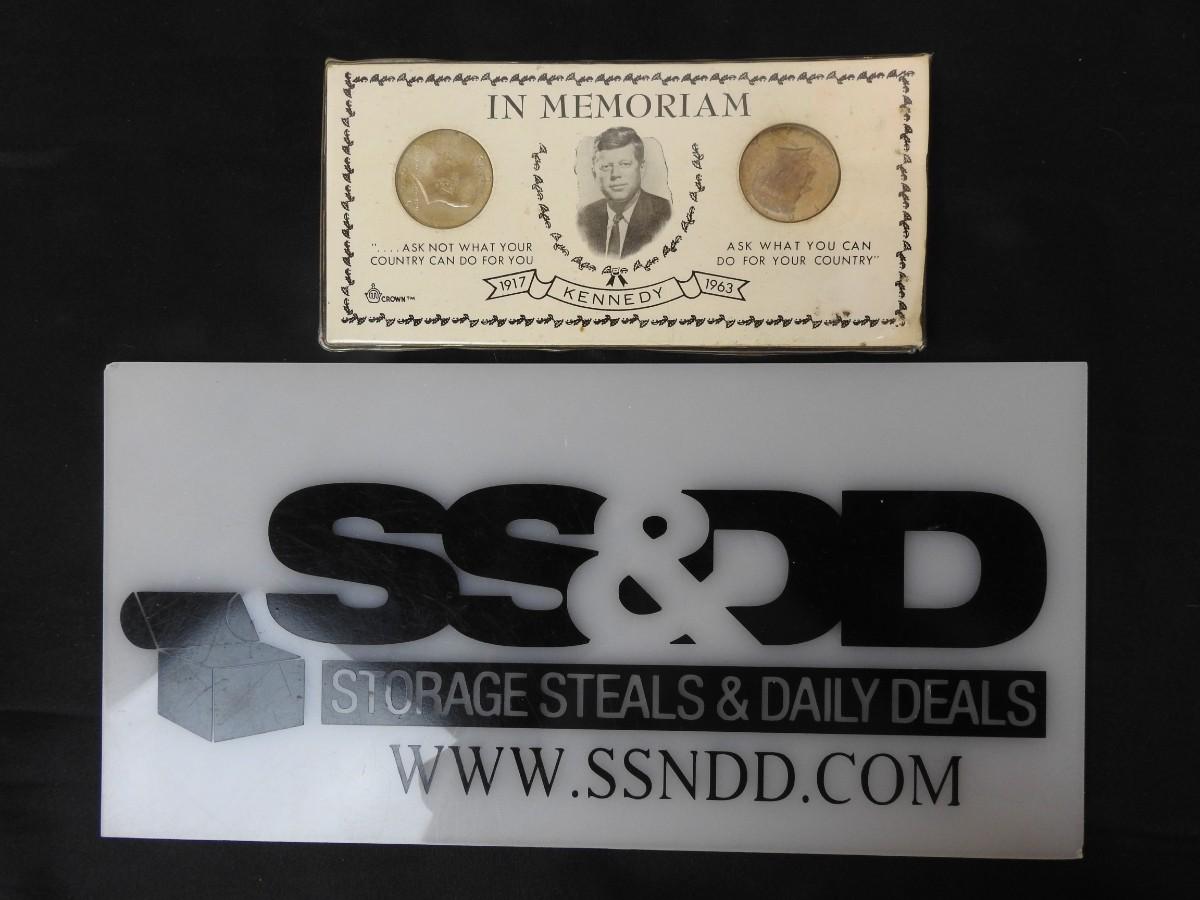 IN MEMORIAM
"....ASK NOT WHAT YOUR
COUNTRY CAN DO FOR YOU
ASK WHAT YOU CAN
DO FOR YOUR COUNTRY"
1917 KENNEDY 1963
CROWN™
SS&DD
STORAGE STEALS & DAILY DEALS
WWW.SSNDD.COM